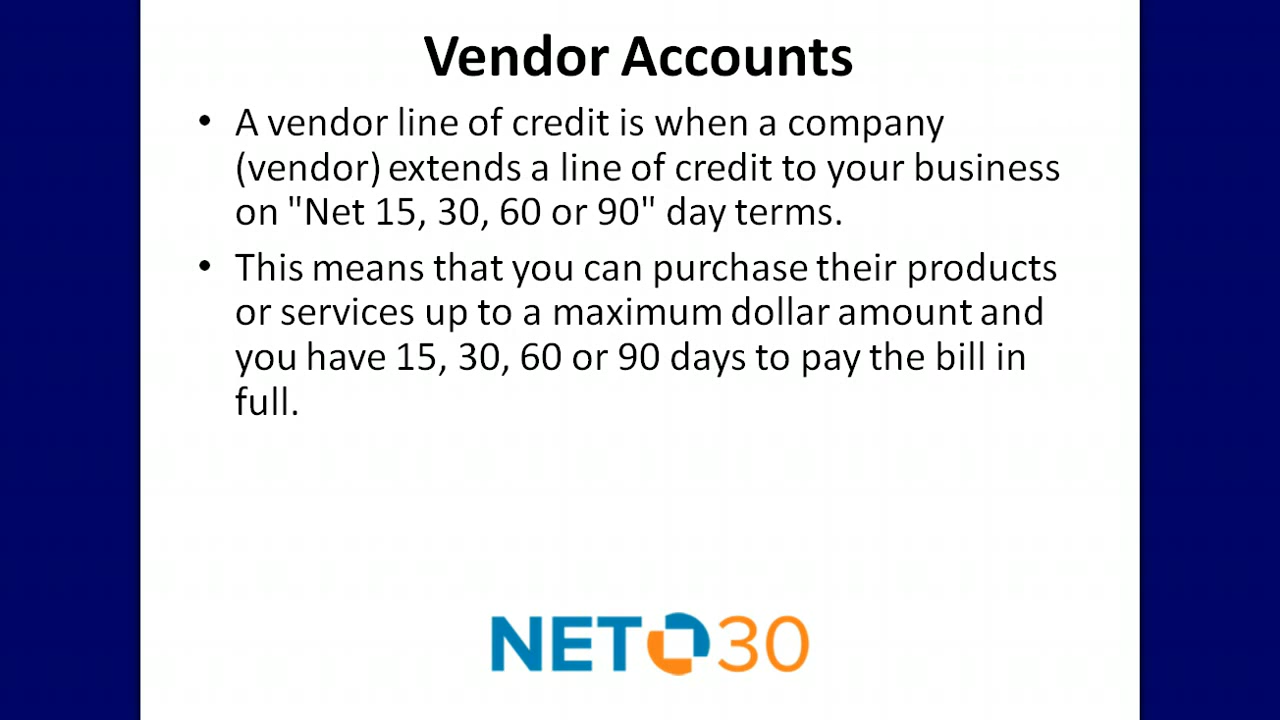 Vendor Accounts
• A vendor line of credit is when a company
(vendor) extends a line of credit to your business
on "Net 15, 30, 60 or 90" day terms.
• This means that you can purchase their products
or services up to a maximum dollar amount and
you have 15, 30, 60 or 90 days to pay the bill in
full.
NET 30